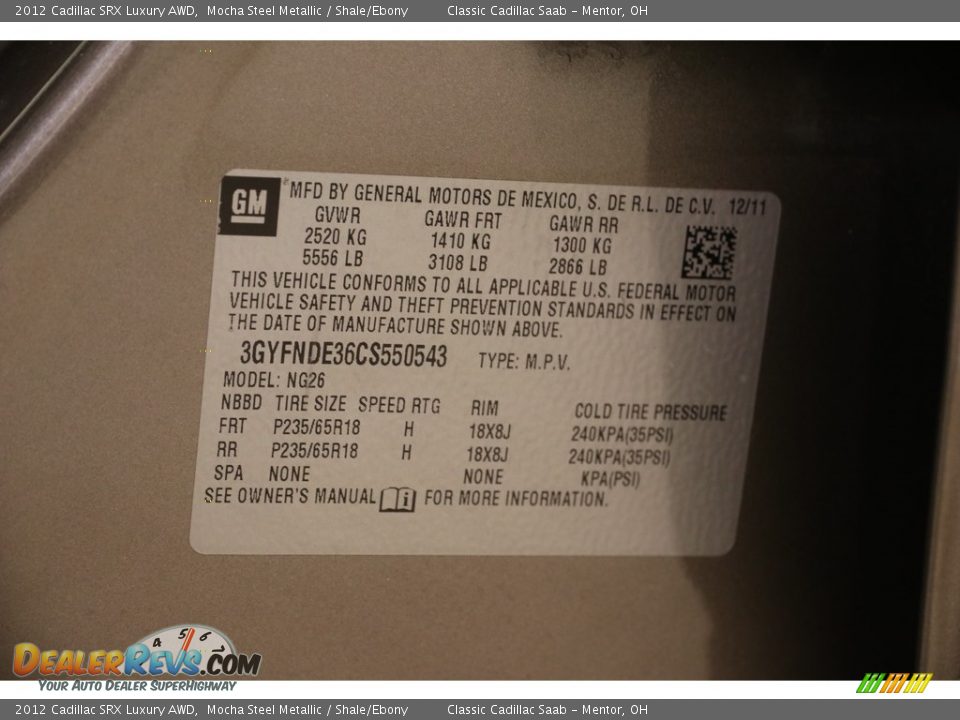 2012 Cadillac SRX Luxury AWD, Mocha Steel Metallic / Shale/Ebony Classic Cadillac Saab – Mentor, OH
GM MFD BY GENERAL MOTORS DE MEXICO, S. DE R.L. DE C.V. 12/11
GVWR GAWR FRT GAWR RR
2520 KG 1410 KG 1300 KG
5556 LB 3108 LB 2866 LB
THIS VEHICLE CONFORMS TO ALL APPLICABLE U.S. FEDERAL MOTOR
VEHICLE SAFETY AND THEFT PREVENTION STANDARDS IN EFFECT ON
THE DATE OF MANUFACTURE SHOWN ABOVE.
3GYFNDE36CS550543 TYPE: M.P.V.
MODEL: NG26
NBBD TIRE SIZE SPEED RTG RIM COLD TIRE PRESSURE
FRT P235/65R18 H 18X8J 240KPA(35PSI)
RR P235/65R18 H 18X8J 240KPA(35PSI)
SPA NONE NONE KPA(PSI)
SEE OWNER'S MANUAL i FOR MORE INFORMATION.
4 5 6
DealerRevs.com
Your Auto Dealer SuperHighway
2012 Cadillac SRX Luxury AWD, Mocha Steel Metallic / Shale/Ebony Classic Cadillac Saab – Mentor, OH